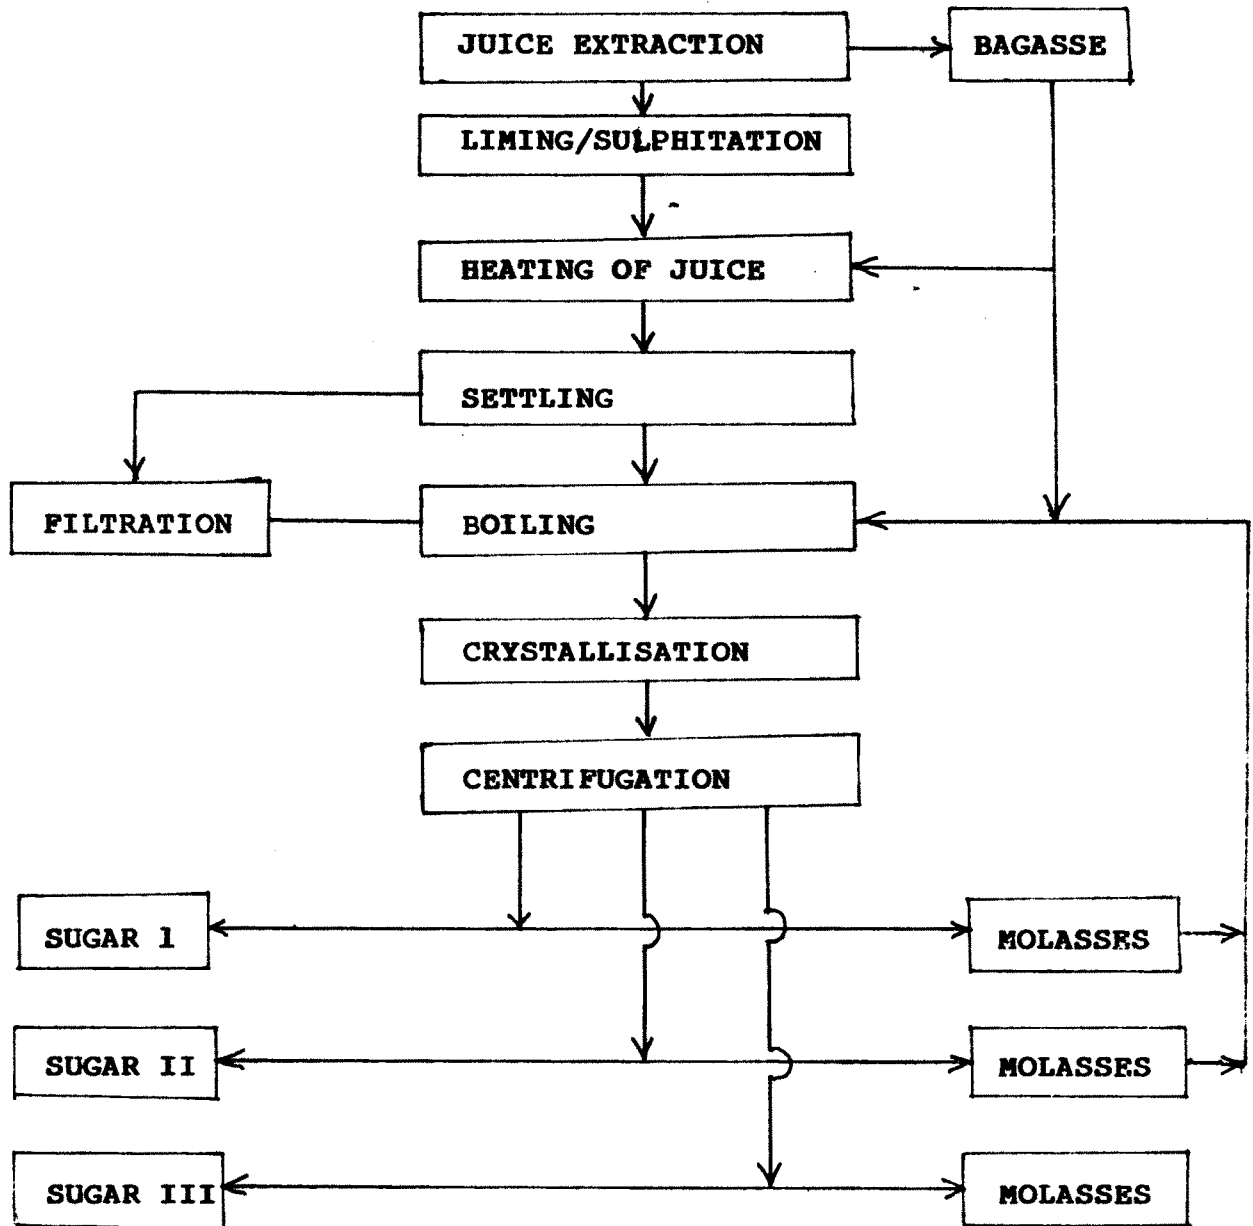 JUICE EXTRACTION
BAGASSE
LIMING/SULPHITATION
HEATING OF JUICE
SETTLING
FILTRATION
BOILING
CRYSTALLISATION
CENTRIFUGATION
SUGAR 1
MOLASSES
SUGAR II
MOLASSES
SUGAR III
MOLASSES